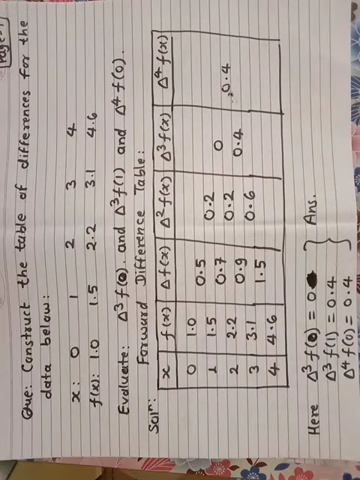 Page-1
Que: Construct the table of differences for the
data below:
x: 0 1 2 3 4
f(x): 1.0 1.5 2.2 3.1 4.6
Evaluate: Δ³f(0). and Δ³f(1) and Δ⁴f(0).
Solⁿ: Forward Difference Table:
x f(x) Δf(x) Δ²f(x) Δ³f(x) Δ⁴f(x)
0 1.0
0.5
1 1.5 0.2
0.7 0
2 2.2 0.2 0.4
0.9 0.4
3 3.1 0.6
1.5
4 4.6
Here Δ³f(0) = 0
Δ³f(1) = 0.4 } Ans.
Δ⁴f(0) = 0.4